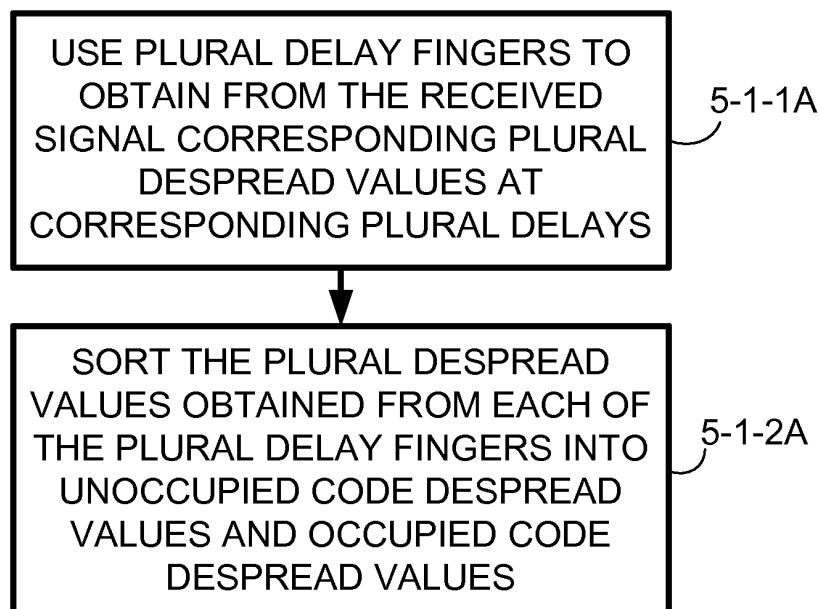 USE PLURAL DELAY FINGERS TO
OBTAIN FROM THE RECEIVED
SIGNAL CORRESPONDING PLURAL
DESPREAD VALUES AT
CORRESPONDING PLURAL DELAYS
5-1-1A
SORT THE PLURAL DESPREAD
VALUES OBTAINED FROM EACH OF
THE PLURAL DELAY FINGERS INTO
UNOCCUPIED CODE DESPREAD
VALUES AND OCCUPIED CODE
DESPREAD VALUES
5-1-2A